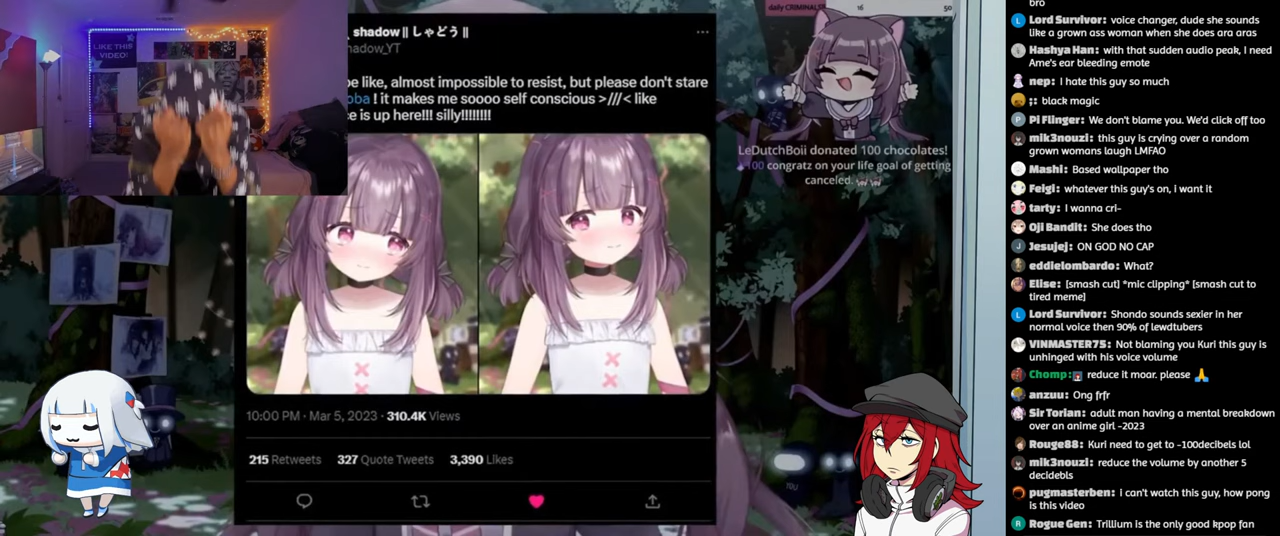 LIKE THIS
VIDEO!
shadow || しゃどう ||
hadow_YT
be like, almost impossible to resist, but please don't stare
oba ! it makes me soooo self conscious >///< like
e is up here!!! silly!!!!!!!!
10:00 PM · Mar 5, 2023 · 310.4K Views
215 Retweets 327 Quote Tweets 3,390 Likes
daily CRIMINALS 16 50
LeDutchBoii donated 100 chocolates!
100 congratz on your life goal of getting
canceled.
YOU
bro
Lord Survivor: voice changer, dude she sounds
like a grown ass woman when she does ara aras
Hashya Han: with that sudden audio peak, I need
Ame's ear bleeding emote
nep: I hate this guy so much
;; black magic
Pi Flinger: We don't blame you. We'd click off too
mik3nouzi: this guy is crying over a random
grown womans laugh LMFAO
Mashi: Based wallpaper tho
Feigi: whatever this guy's on, i want it
tarty: I wanna cri-
Oji Bandit: She does tho
Jesujej: ON GOD NO CAP
eddielombardo: What?
Elise: [smash cut] *mic clipping* [smash cut to
tired meme]
Lord Survivor: Shondo sounds sexier in her
normal voice then 90% of lewdtubers
VINMASTER75: Not blaming you Kuri this guy is
unhinged with his voice volume
Chomp: reduce it moar. please 🙏
anzuu: Ong frfr
Sir Torian: adult man having a mental breakdown
over an anime girl -2023
Rouge88: Kuri need to get to -100decibels lol
mik3nouzi: reduce the volume by another 5
decidebls
pugmasterben: i can't watch this guy, how pong
is this video
Rogue Gen: Trillium is the only good kpop fan